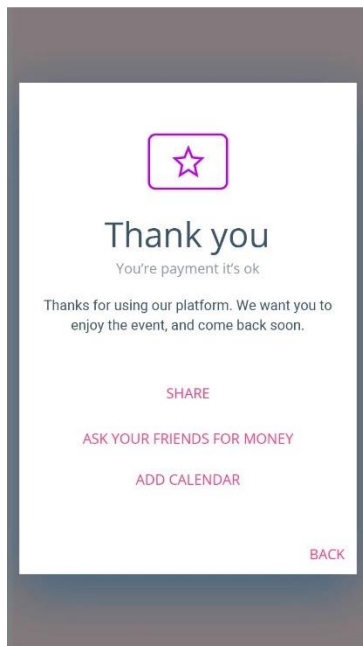 Thank you
You're payment it's ok
Thanks for using our platform. We want you to
enjoy the event, and come back soon.
SHARE
ASK YOUR FRIENDS FOR MONEY
ADD CALENDAR
BACK